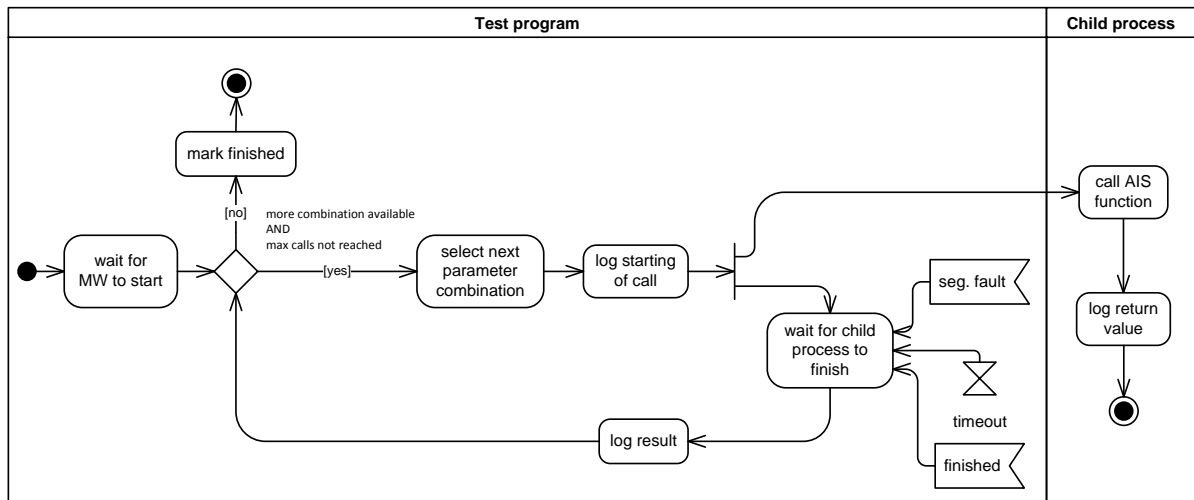 Test program
Child process
mark finished
[no]
more combination available
AND
max calls not reached
wait for
MW to start
[yes]
select next
parameter
combination
log starting
of call
call AIS
function
seg. fault
log return
value
wait for child
process to
finish
timeout
log result
finished